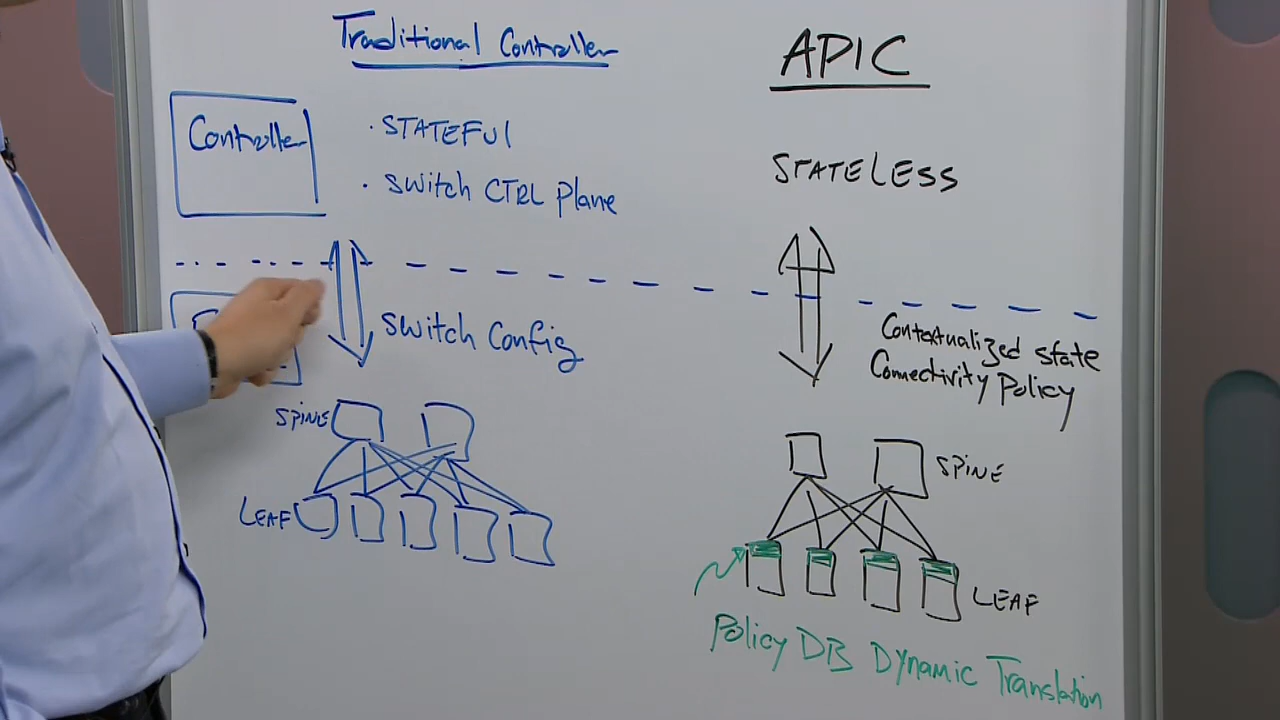 Traditional Controller
Controller
· STATEFUL
· Switch CTRL Plane
Switch Config
SPINE
LEAF
APIC
STATELESS
Contextualized state
Connectivity Policy
SPINE
LEAF
Policy DB Dynamic Translation